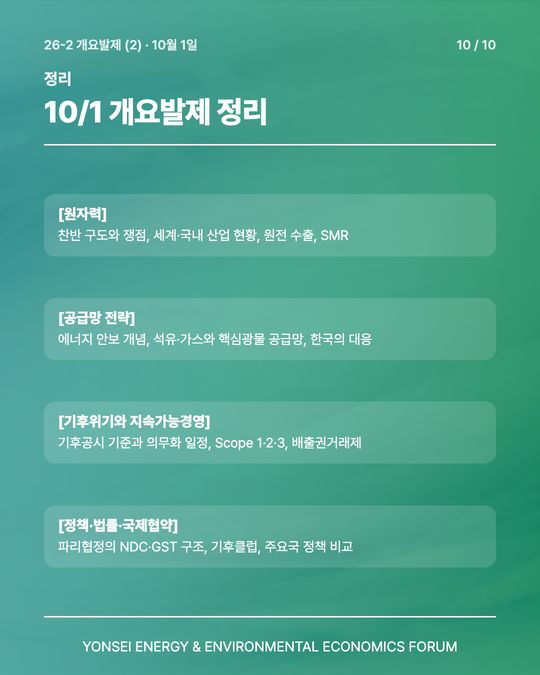 26-2 개요발제 (2) · 10월 1일
10 / 10
정리
10/1 개요발제 정리
[원자력]
찬반 구도와 쟁점, 세계·국내 산업 현황, 원전 수출, SMR
[공급망 전략]
에너지 안보 개념, 석유·가스와 핵심광물 공급망, 한국의 대응
[기후위기와 지속가능경영]
기후공시 기준과 의무화 일정, Scope 1·2·3, 배출권거래제
[정책·법률·국제협약]
파리협정의 NDC·GST 구조, 기후클럽, 주요국 정책 비교
YONSEI ENERGY & ENVIRONMENTAL ECONOMICS FORUM